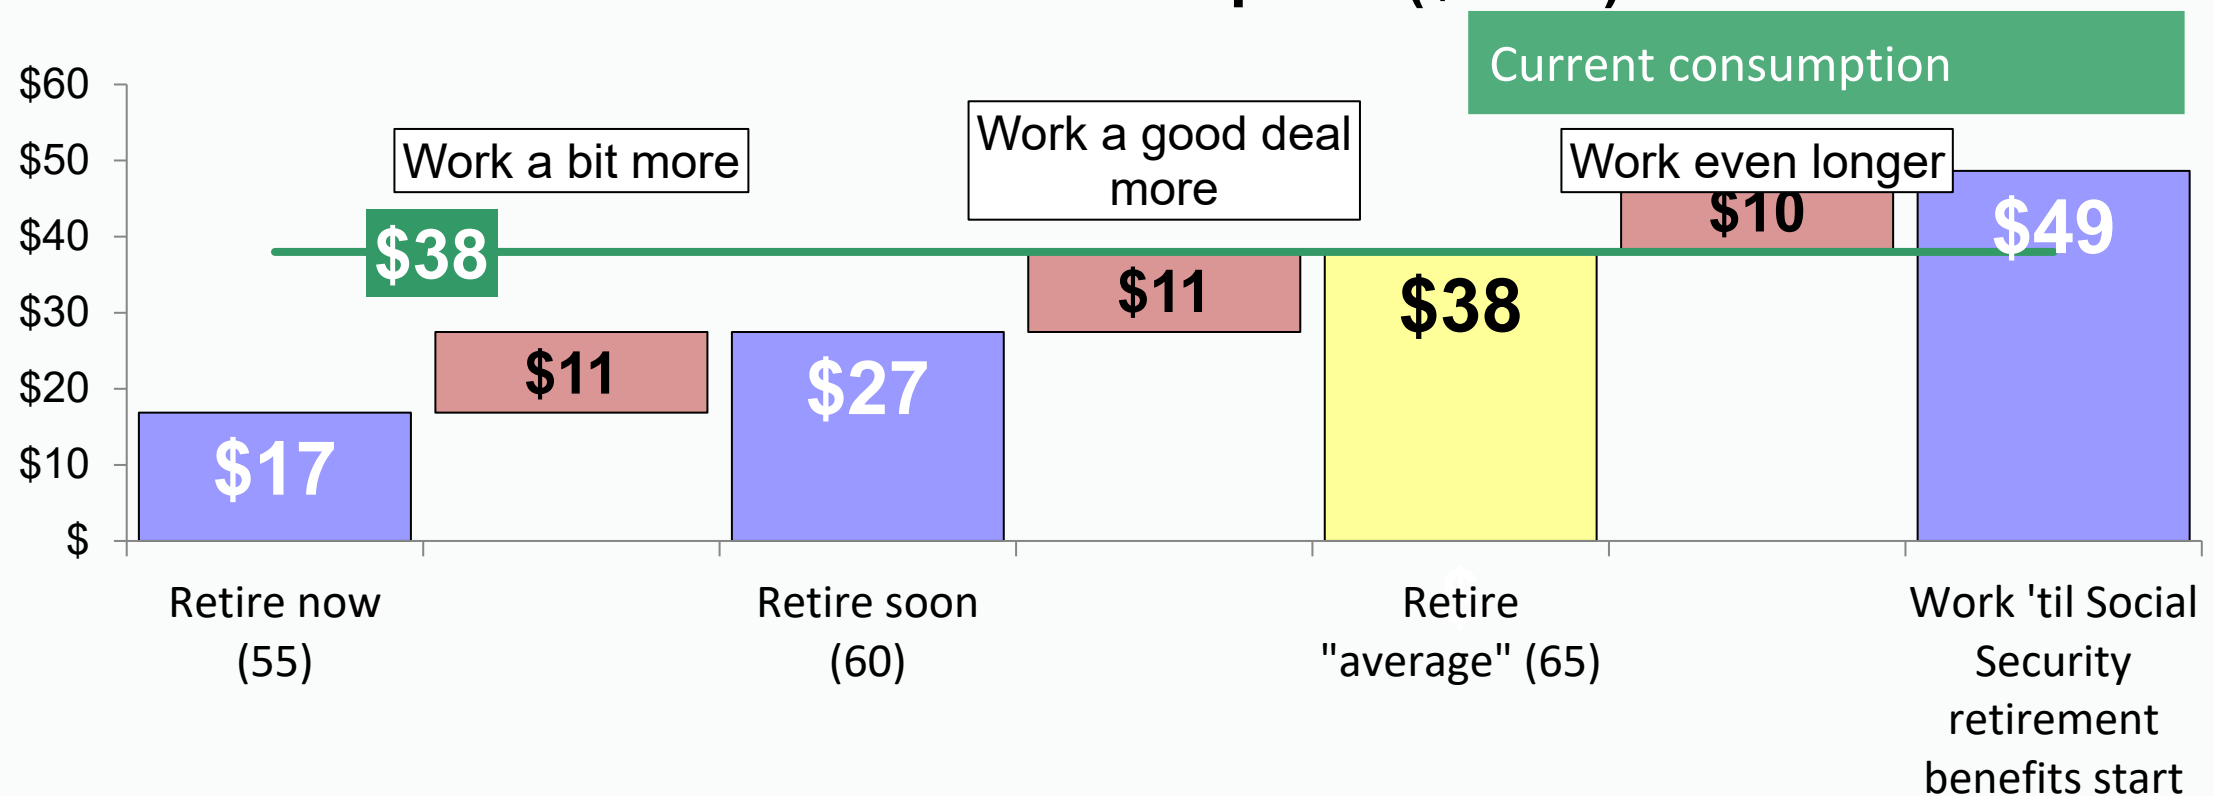 Current consumption
$60
$50
$40
$30
$20
$10
$
Work a bit more
Work a good deal
more
Work even longer
$38
$17
$11
$27
$11
$38
$10
$49
Retire now
(55)
Retire soon
(60)
Retire
"average" (65)
Work 'til Social
Security
retirement
benefits start